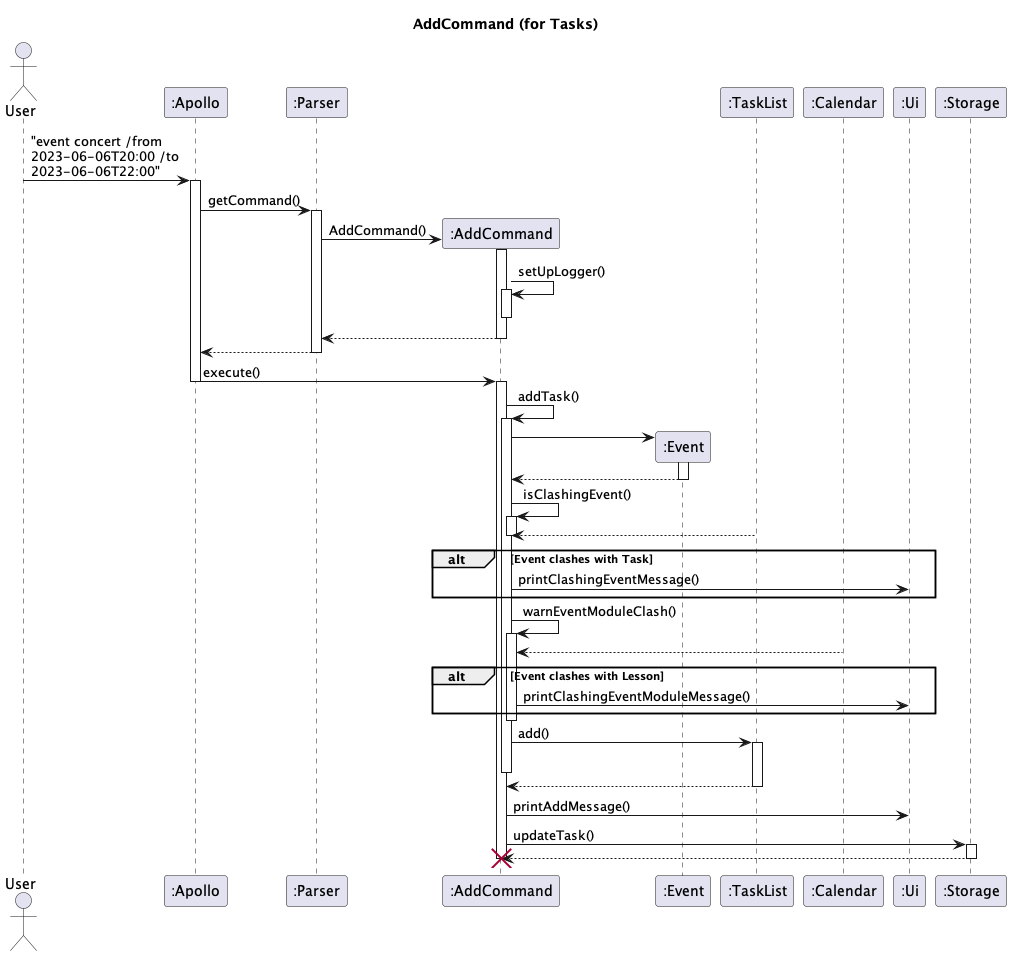 AddCommand (for Tasks)
User
:Apollo
:Parser
:TaskList
:Calendar
:Ui
:Storage
"event concert /from
2023-06-06T20:00 /to
2023-06-06T22:00"
getCommand()
AddCommand()
:AddCommand
setUpLogger()
execute()
addTask()
:Event
isClashingEvent()
alt
[Event clashes with Task]
printClashingEventMessage()
warnEventModuleClash()
alt
[Event clashes with Lesson]
printClashingEventModuleMessage()
add()
printAddMessage()
updateTask()
User
:Apollo
:Parser
:AddCommand
:Event
:TaskList
:Calendar
:Ui
:Storage